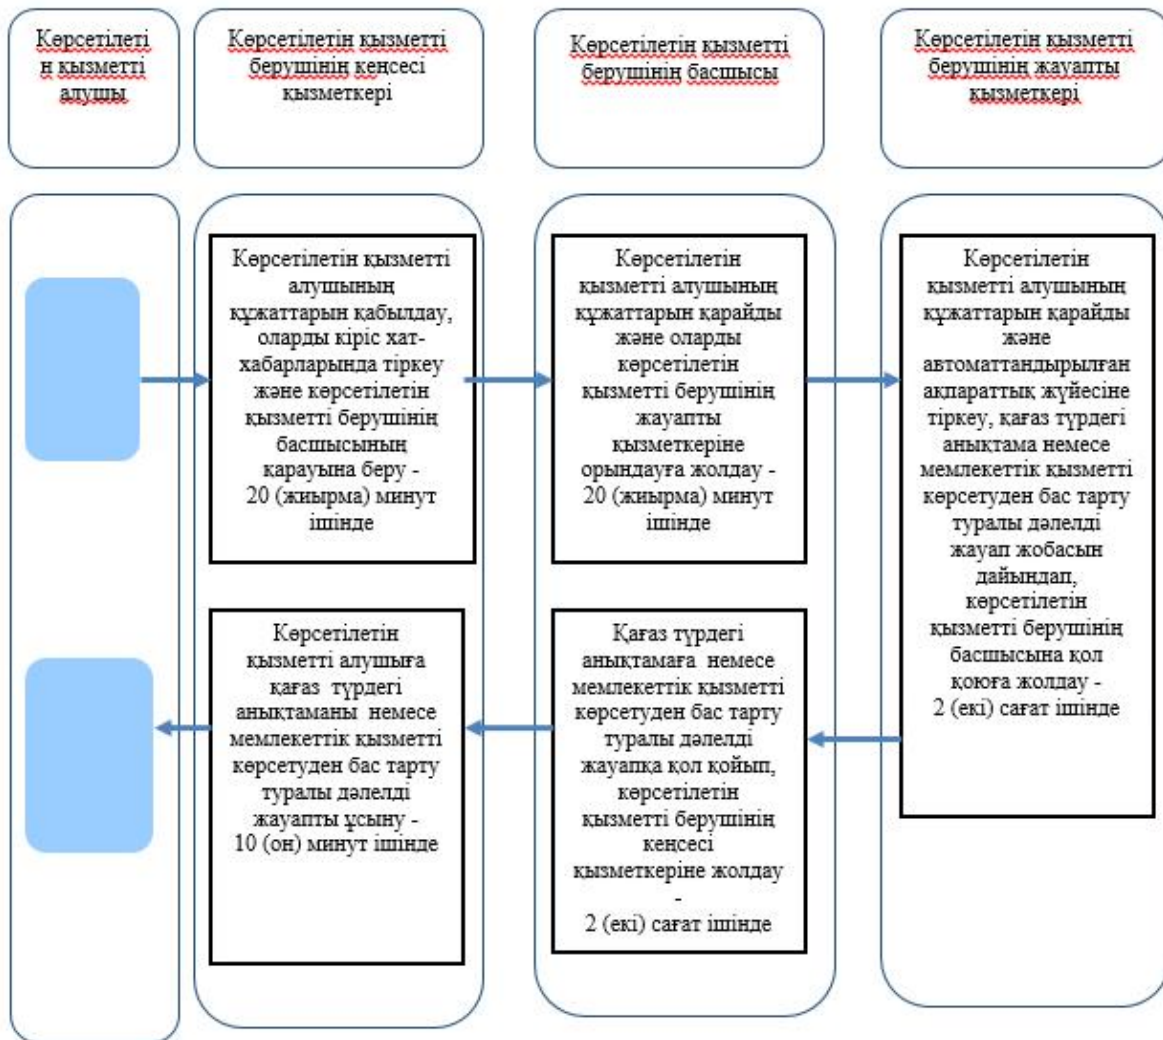 Көрсетілеті
н қызметті
алушы
Көрсетілетін қызметті
берушінің кеңсесі
қызметкері
Көрсетілетін қызметті
берушінің басшысы
Көрсетілетін қызметті
берушінің жауапты
қызметкері
Көрсетілетін қызметті
алушының
құжаттарын қабылдау,
оларды кіріс хат-
хабарларында тіркеу
және көрсетілетін
қызметті берушінің
басшысының
қарауына беру -
20 (жиырма) минут
ішінде
Көрсетілетін
қызметті алушының
құжаттарын қарайды
және оларды
көрсетілетін
қызметті берушінің
жауапты
қызметкеріне
орындауға жолдау -
20 (жиырма) минут
ішінде
Көрсетілетін
қызметті алушының
құжаттарын қарайды
және
автоматтандырылған
ақпараттық жүйесіне
тіркеу, қағаз түрдегі
анықтама немесе
мемлекеттік қызметті
көрсетуден бас тарту
туралы дәлелді
жауап жобасын
дайындап,
көрсетілетін
қызметті берушінің
басшысына қол
қоюға жолдау -
2 (екі) сағат ішінде
Көрсетілетін
қызметті алушыға
қағаз түрдегі
анықтаманы немесе
мемлекеттік қызметті
көрсетуден бас тарту
туралы дәлелді
жауапты ұсыну -
10 (он) минут ішінде
Қағаз түрдегі
анықтамаға немесе
мемлекеттік қызметті
көрсетуден бас тарту
туралы дәлелді
жауапқа қол қойып,
көрсетілетін
қызметті берушінің
кеңсесі
қызметкеріне жолдау
-
2 (екі) сағат ішінде